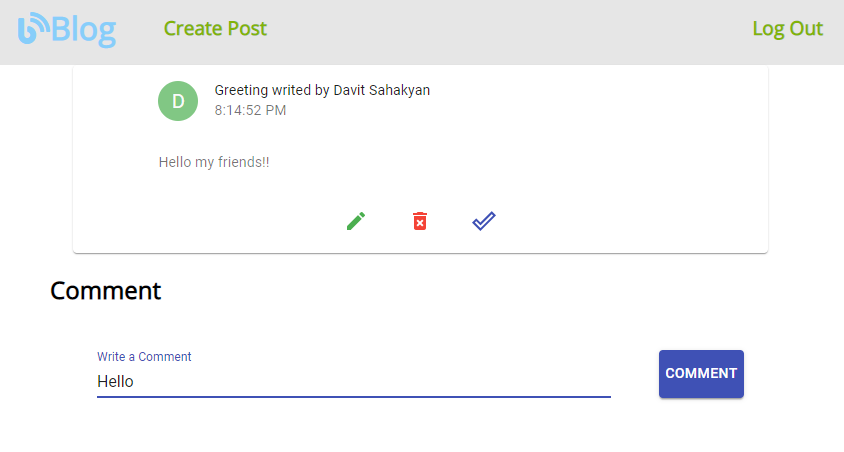 Blog
Create Post
Log Out
D
Greeting writed by Davit Sahakyan
8:14:52 PM
Hello my friends!!
Comment
Write a Comment
Hello
COMMENT